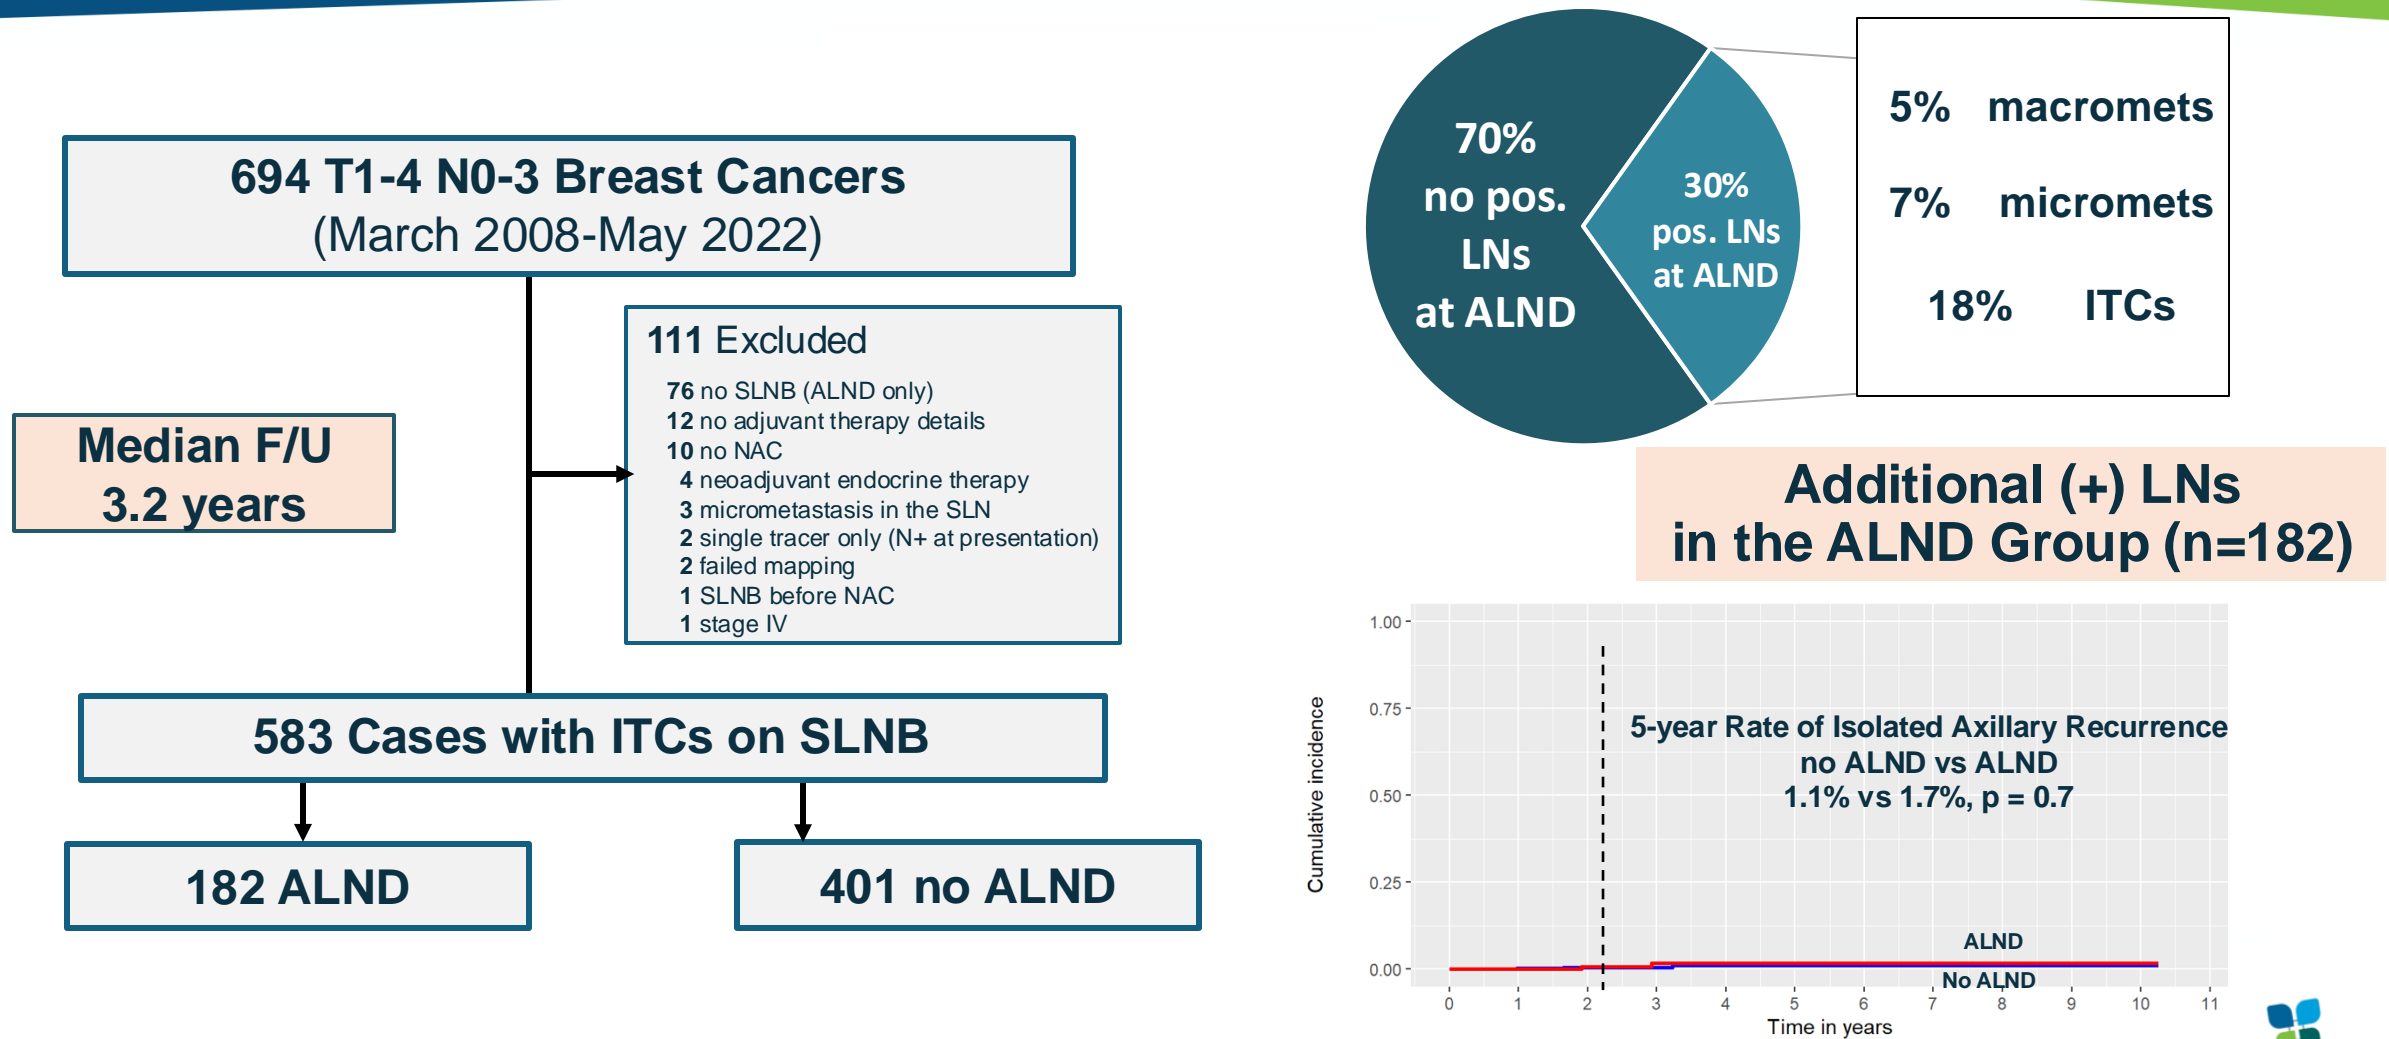 694 T1-4 N0-3 Breast Cancers
(March 2008-May 2022)
111 Excluded
76 no SLNB (ALND only)
12 no adjuvant therapy details
10 no NAC
4 neoadjuvant endocrine therapy
3 micrometastasis in the SLN
2 single tracer only (N+ at presentation)
2 failed mapping
1 SLNB before NAC
1 stage IV
Median F/U
3.2 years
583 Cases with ITCs on SLNB
182 ALND
401 no ALND
70%
no pos.
LNs
at ALND
30%
pos. LNs
at ALND
5% macromets
7% micromets
18% ITCs
Additional (+) LNs
in the ALND Group (n=182)
1.00
0.75
0.50
0.25
0.00
Cumulative incidence
5-year Rate of Isolated Axillary Recurrence
no ALND vs ALND
1.1% vs 1.7%, p = 0.7
ALND
No ALND
0 1 2 3 4 5 6 7 8 9 10 11
Time in years